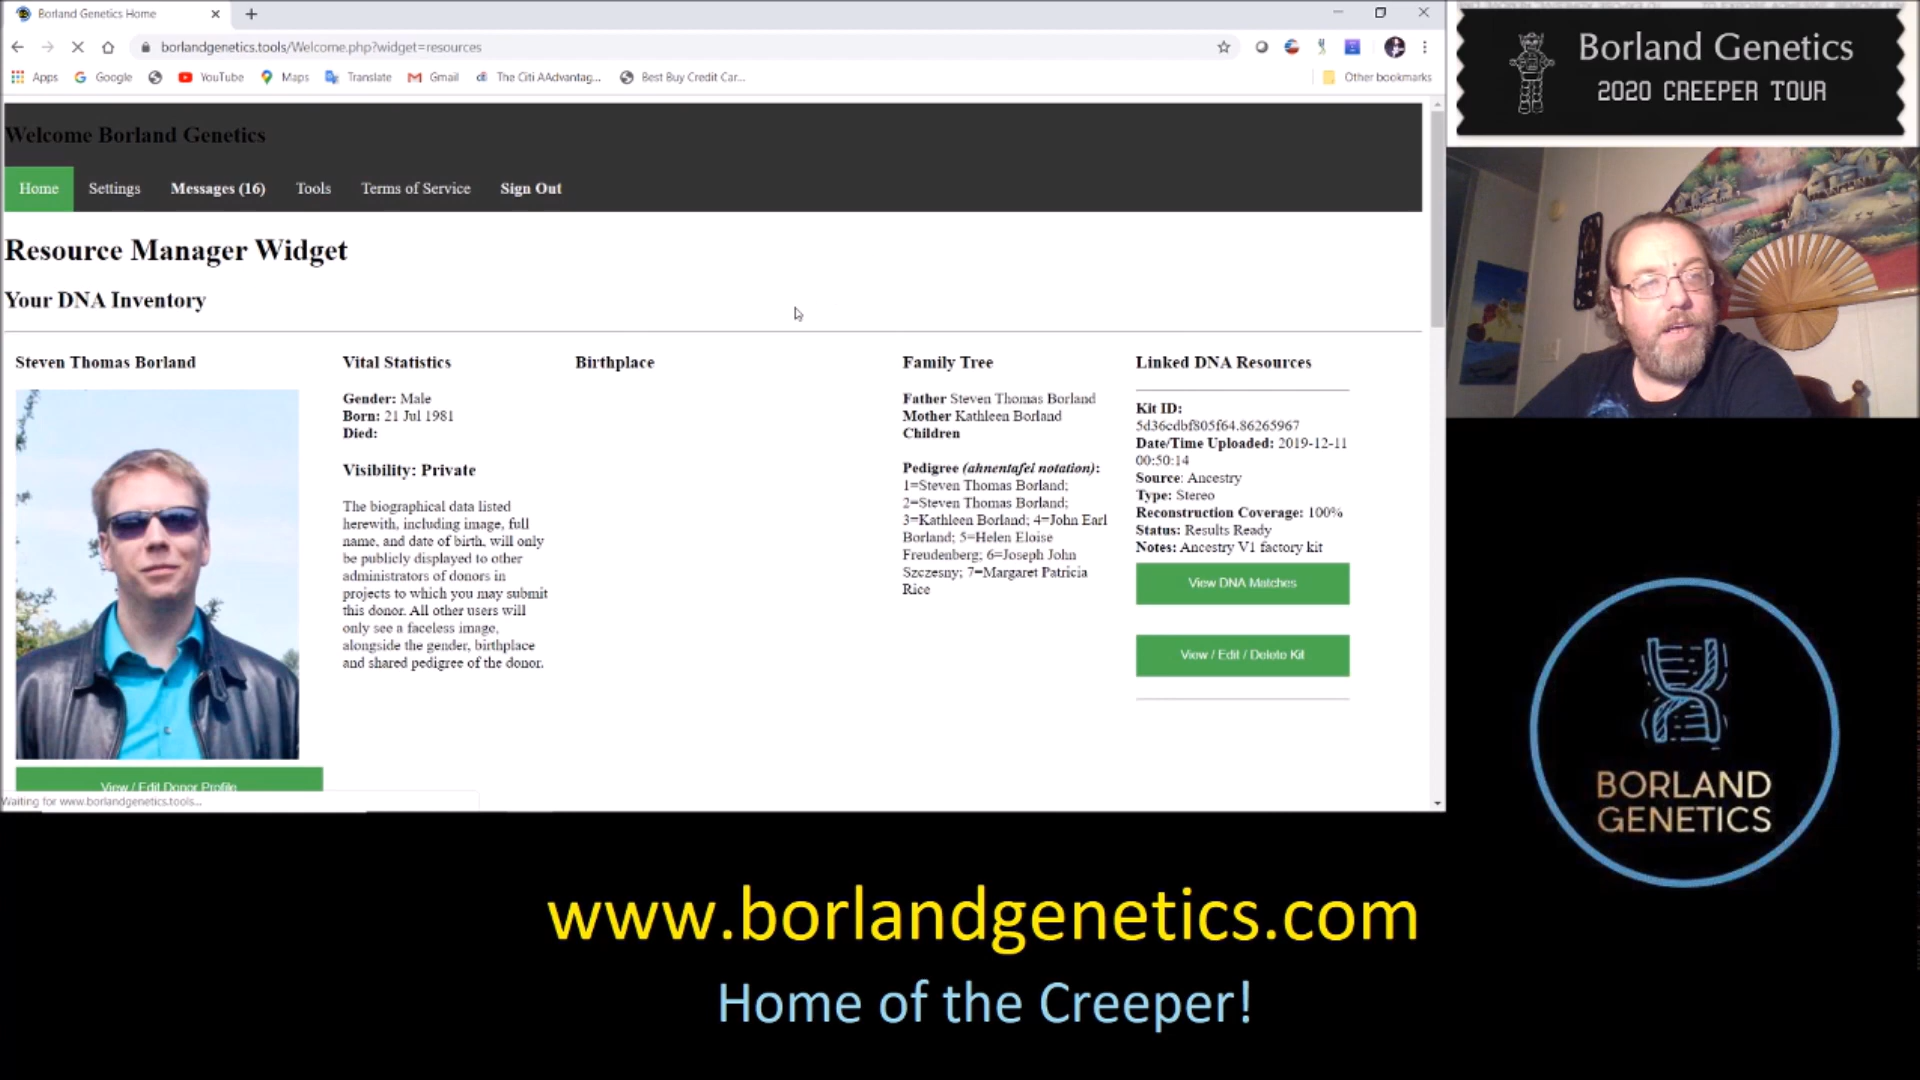 Borland Genetics Home
borlandgenetics.tools/Welcome.php?widget=resources
Apps
Google
YouTube
Maps
Translate
Gmail
The Citi AAdvantag...
Best Buy Credit Car...
Other bookmarks
Welcome Borland Genetics
Home
Settings
Messages (16)
Tools
Terms of Service
Sign Out
Resource Manager Widget
Your DNA Inventory
Steven Thomas Borland
View / Edit Donor Profile
Vital Statistics
Gender: Male
Born: 21 Jul 1981
Died:
Visibility: Private
The biographical data listed
herewith, including image, full
name, and date of birth, will only
be publicly displayed to other
administrators of donors in
projects to which you may submit
this donor. All other users will
only see a faceless image,
alongside the gender, birthplace
and shared pedigree of the donor.
Birthplace
Family Tree
Father Steven Thomas Borland
Mother Kathleen Borland
Children
Pedigree (ahnentafel notation):
1=Steven Thomas Borland;
2=Steven Thomas Borland;
3=Kathleen Borland; 4=John Earl
Borland; 5=Helen Eloise
Freudenberg; 6=Joseph John
Szczesny; 7=Margaret Patricia
Rice
Linked DNA Resources
Kit ID:
5d36cdbf805f64.86265967
Date/Time Uploaded: 2019-12-11
00:50:14
Source: Ancestry
Type: Stereo
Reconstruction Coverage: 100%
Status: Results Ready
Notes: Ancestry V1 factory kit
View DNA Matches
View / Edit / Delete Kit
Waiting for www.borlandgenetics.tools...
Borland Genetics
2020 CREEPER TOUR
BORLAND
GENETICS
www.borlandgenetics.com
Home of the Creeper!